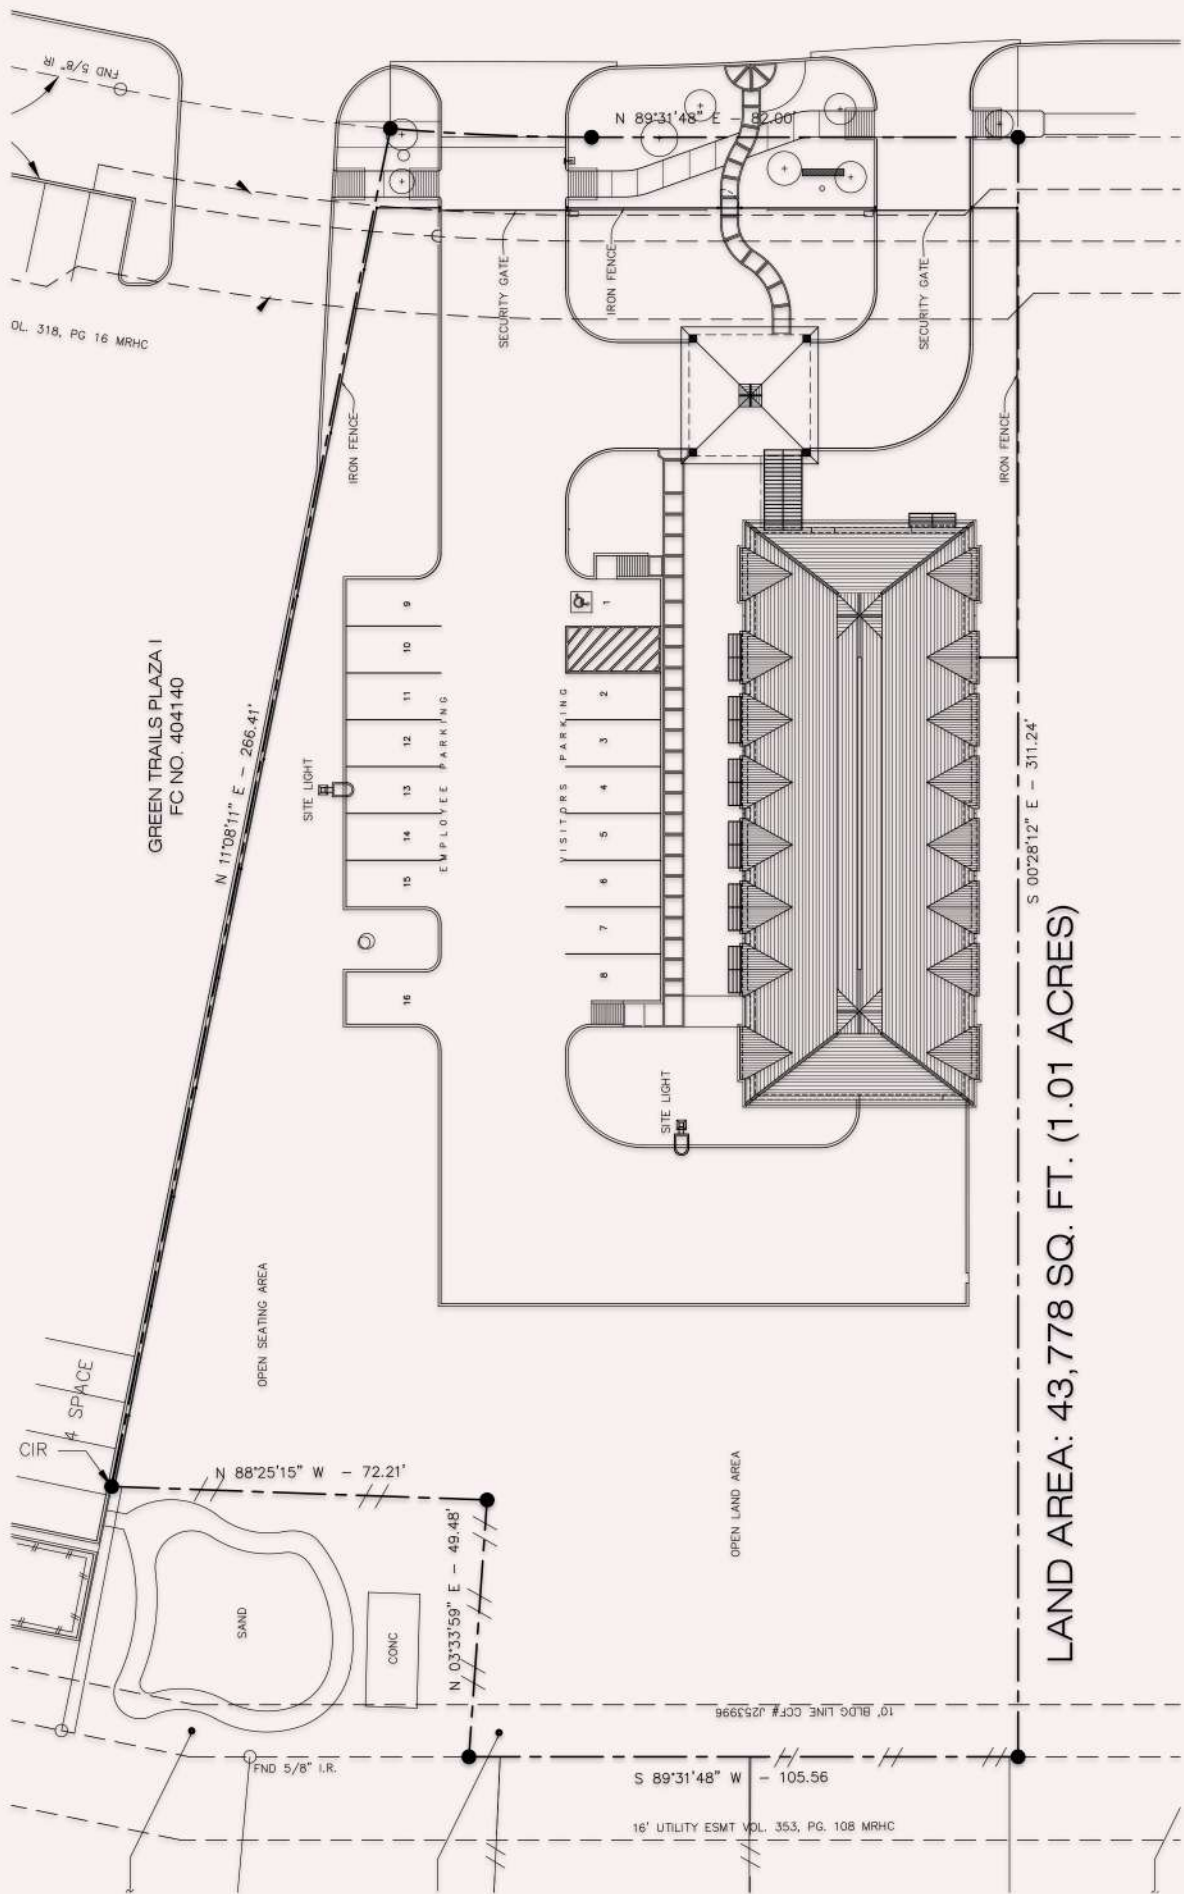 FND 5/8" IR
N 89°31'48" E - 82.00'
OL. 318, PG 16 MRHC
SECURITY GATE
IRON FENCE
SECURITY GATE
IRON FENCE
IRON FENCE
GREEN TRAILS PLAZA I
FC NO. 404140
N 11°08'11" E - 266.41'
SITE LIGHT
9
10
11
12
13
14
15
16
EMPLOYEE PARKING
VISITORS PARKING
1
2
3
4
5
6
7
8
S 00°28'12" E - 311.24'
SITE LIGHT
LAND AREA: 43,778 SQ. FT. (1.01 ACRES)
OPEN SEATING AREA
4 SPACE
CIR
N 88°25'15" W - 72.21'
N 03°33'59" E - 49.48'
OPEN LAND AREA
SAND
CONC
10' BLDG LINE CCF# J253996
FND 5/8" I.R.
S 89°31'48" W - 105.56
16' UTILITY ESMT VOL. 353, PG. 108 MRHC